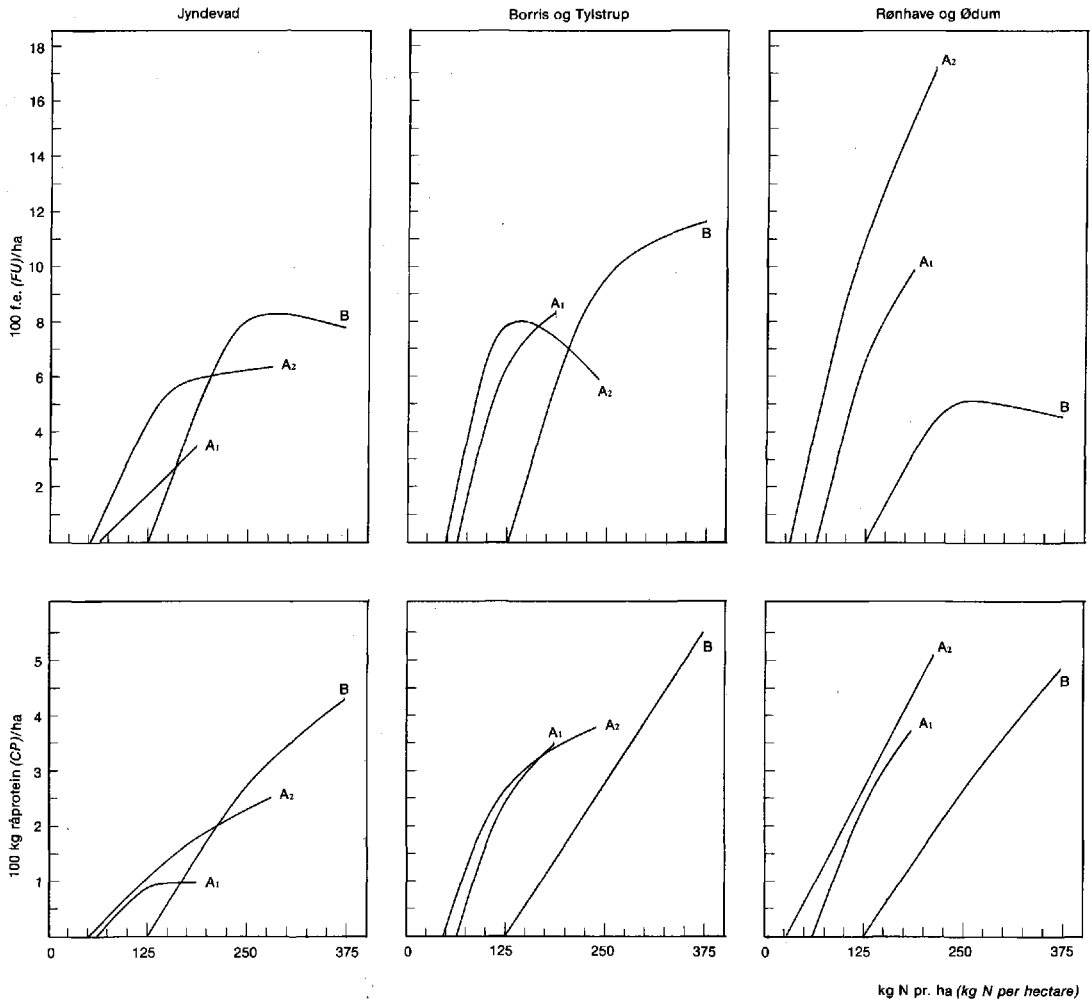 Jyndevad
Borris og Tylstrup
Rønhave og Ødum
100 f.e. (FU)/ha
18
16
14
12
10
8
6
4
2
A1
A2
B
A1
A2
B
A2
A1
B
100 kg råprotein (CP)/ha
5
4
3
2
1
B
A2
A1
A1
A2
B
A2
A1
B
0 125 250 375
0 125 250 375
0 125 250 375
kg N pr. ha (kg N per hectare)